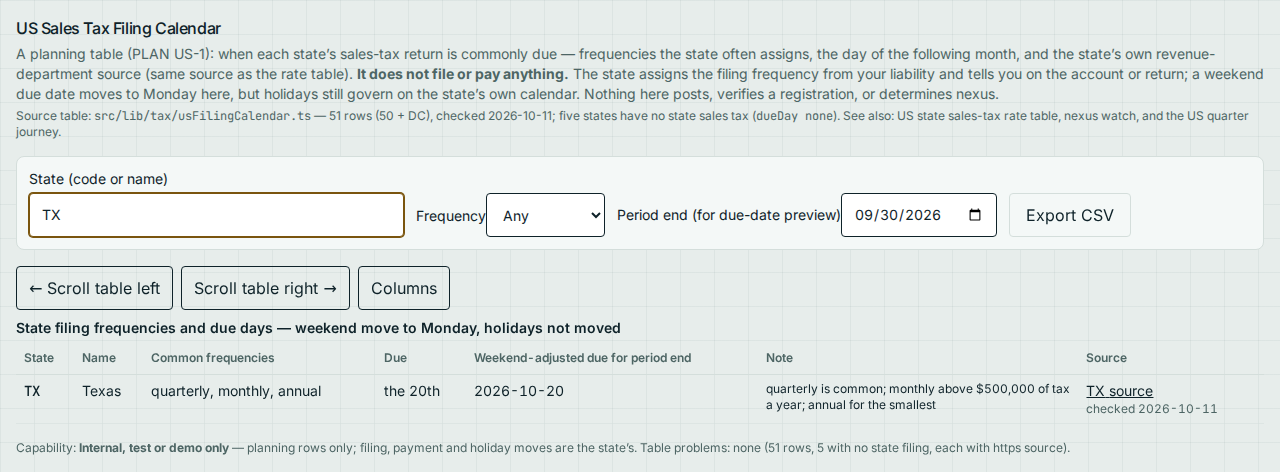 US Sales Tax Filing Calendar
A planning table (PLAN US-1): when each state's sales-tax return is commonly due — frequencies the state often assigns, the day of the following month, and the state's own revenue-
department source (same source as the rate table). It does not file or pay anything. The state assigns the filing frequency from your liability and tells you on the account or return; a weekend
due date moves to Monday here, but holidays still govern on the state's own calendar. Nothing here posts, verifies a registration, or determines nexus.
Source table: src/lib/tax/usFilingCalendar.ts — 51 rows (50 + DC), checked 2026-10-11; five states have no state sales tax (dueDay none). See also: US state sales-tax rate table, nexus watch, and the US quarter
journey.
State (code or name)
TX Frequency Any Period end (for due-date preview) 09/30/2026 Export CSV
← Scroll table left Scroll table right → Columns
State filing frequencies and due days — weekend move to Monday, holidays not moved
State Name Common frequencies Due Weekend-adjusted due for period end Note Source
TX Texas quarterly, monthly, annual the 20th 2026-10-20 quarterly is common; monthly above $500,000 of tax TX source
a year; annual for the smallest checked 2026-10-11
Capability: Internal, test or demo only — planning rows only; filing, payment and holiday moves are the state's. Table problems: none (51 rows, 5 with no state filing, each with https source).